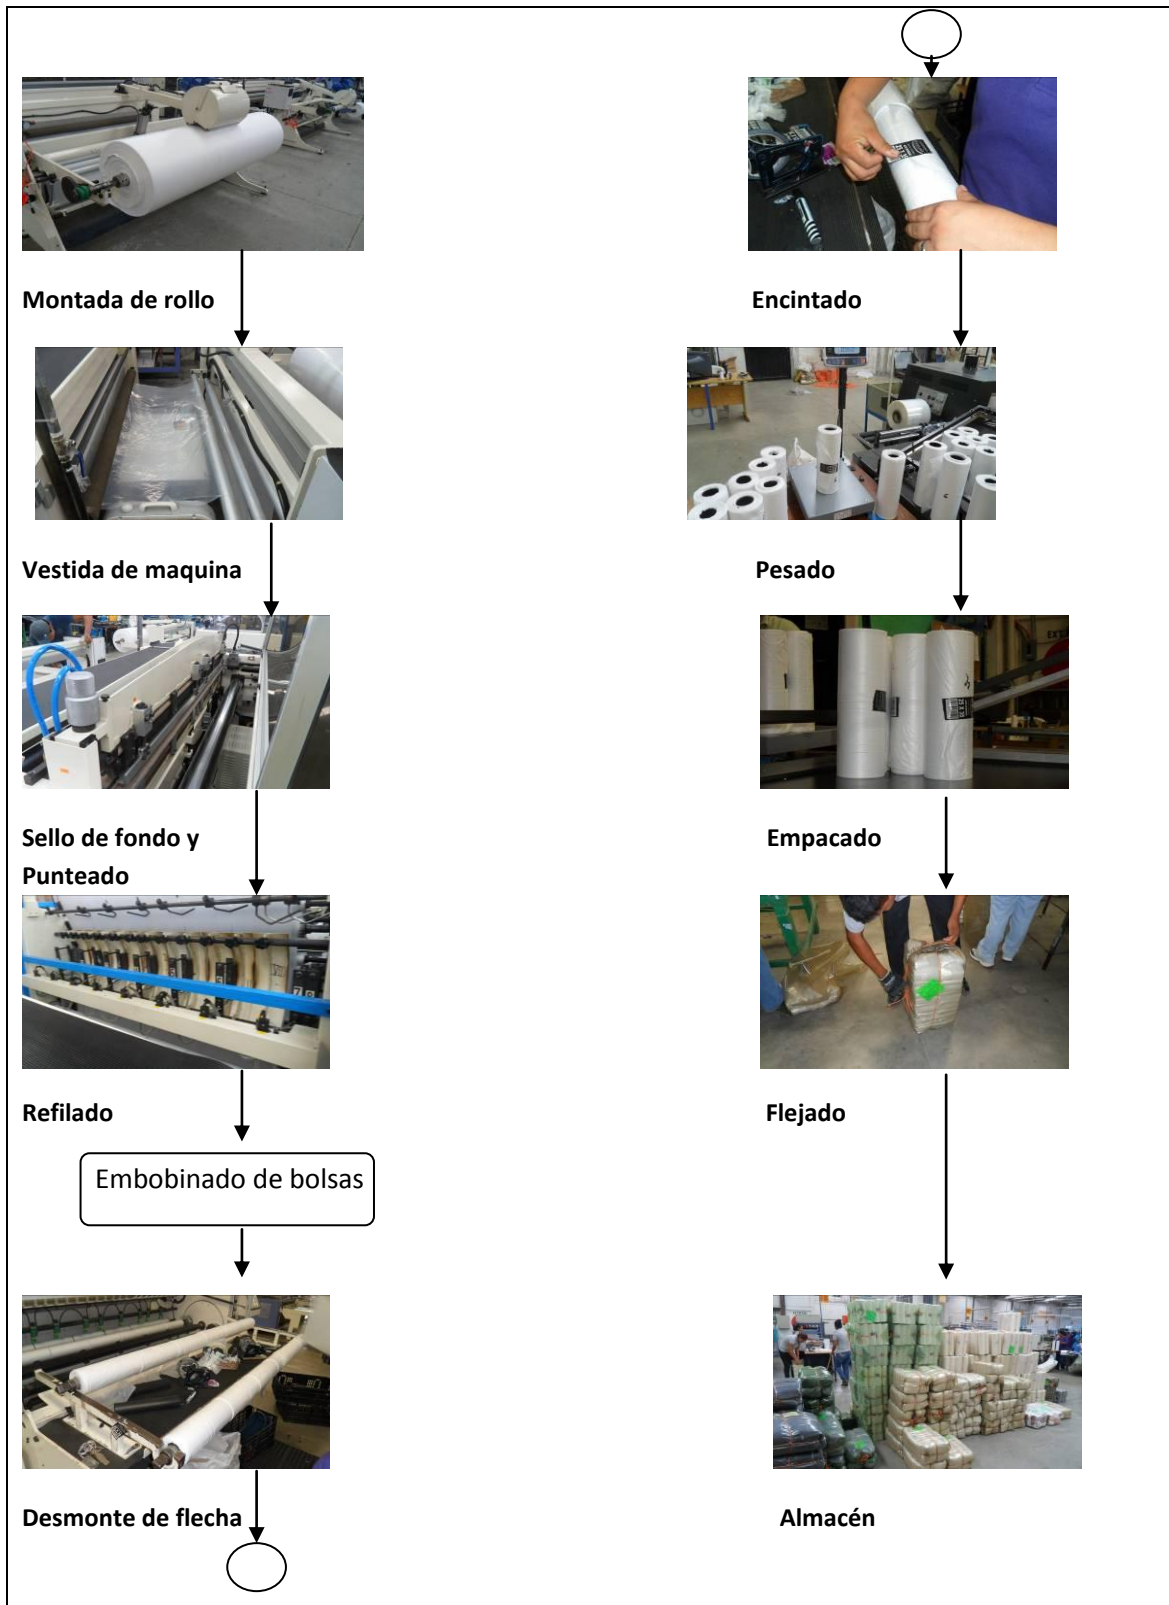 Montada de rollo
Vestida de maquina
Sello de fondo y
Punteado
Refilado
Embobinado de bolsas
Desmonte de flecha
Encintado
Pesado
Empacado
Flejado
Almacén